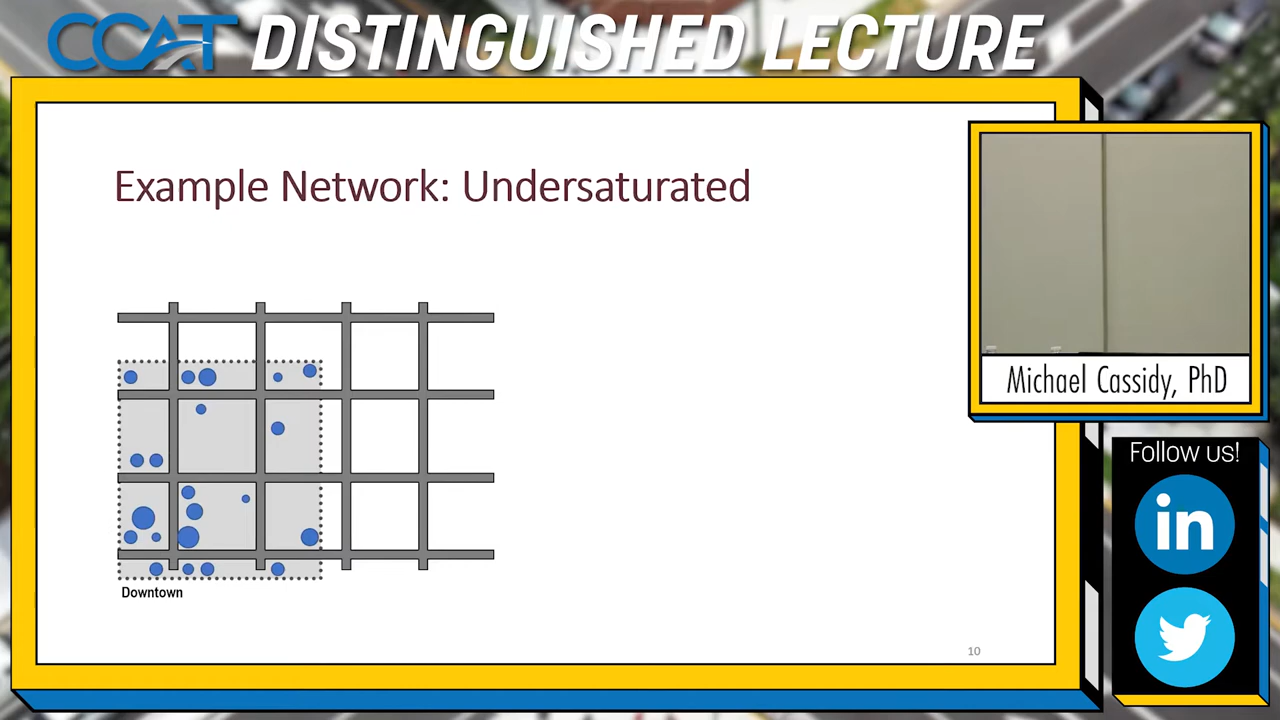 CCAT DISTINGUISHED LECTURE
Example Network: Undersaturated
Downtown
10
Michael Cassidy, PhD
Follow us!
in